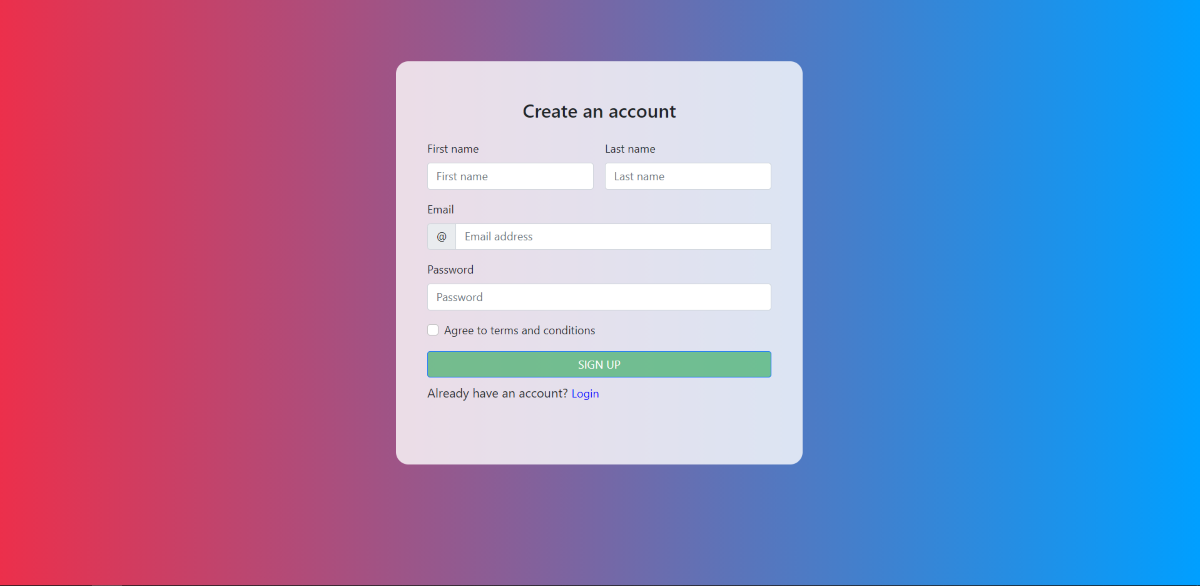 Create an account
First name Last name
First name Last name
Email
@ Email address
Password
Password
Agree to terms and conditions
SIGN UP
Already have an account? Login